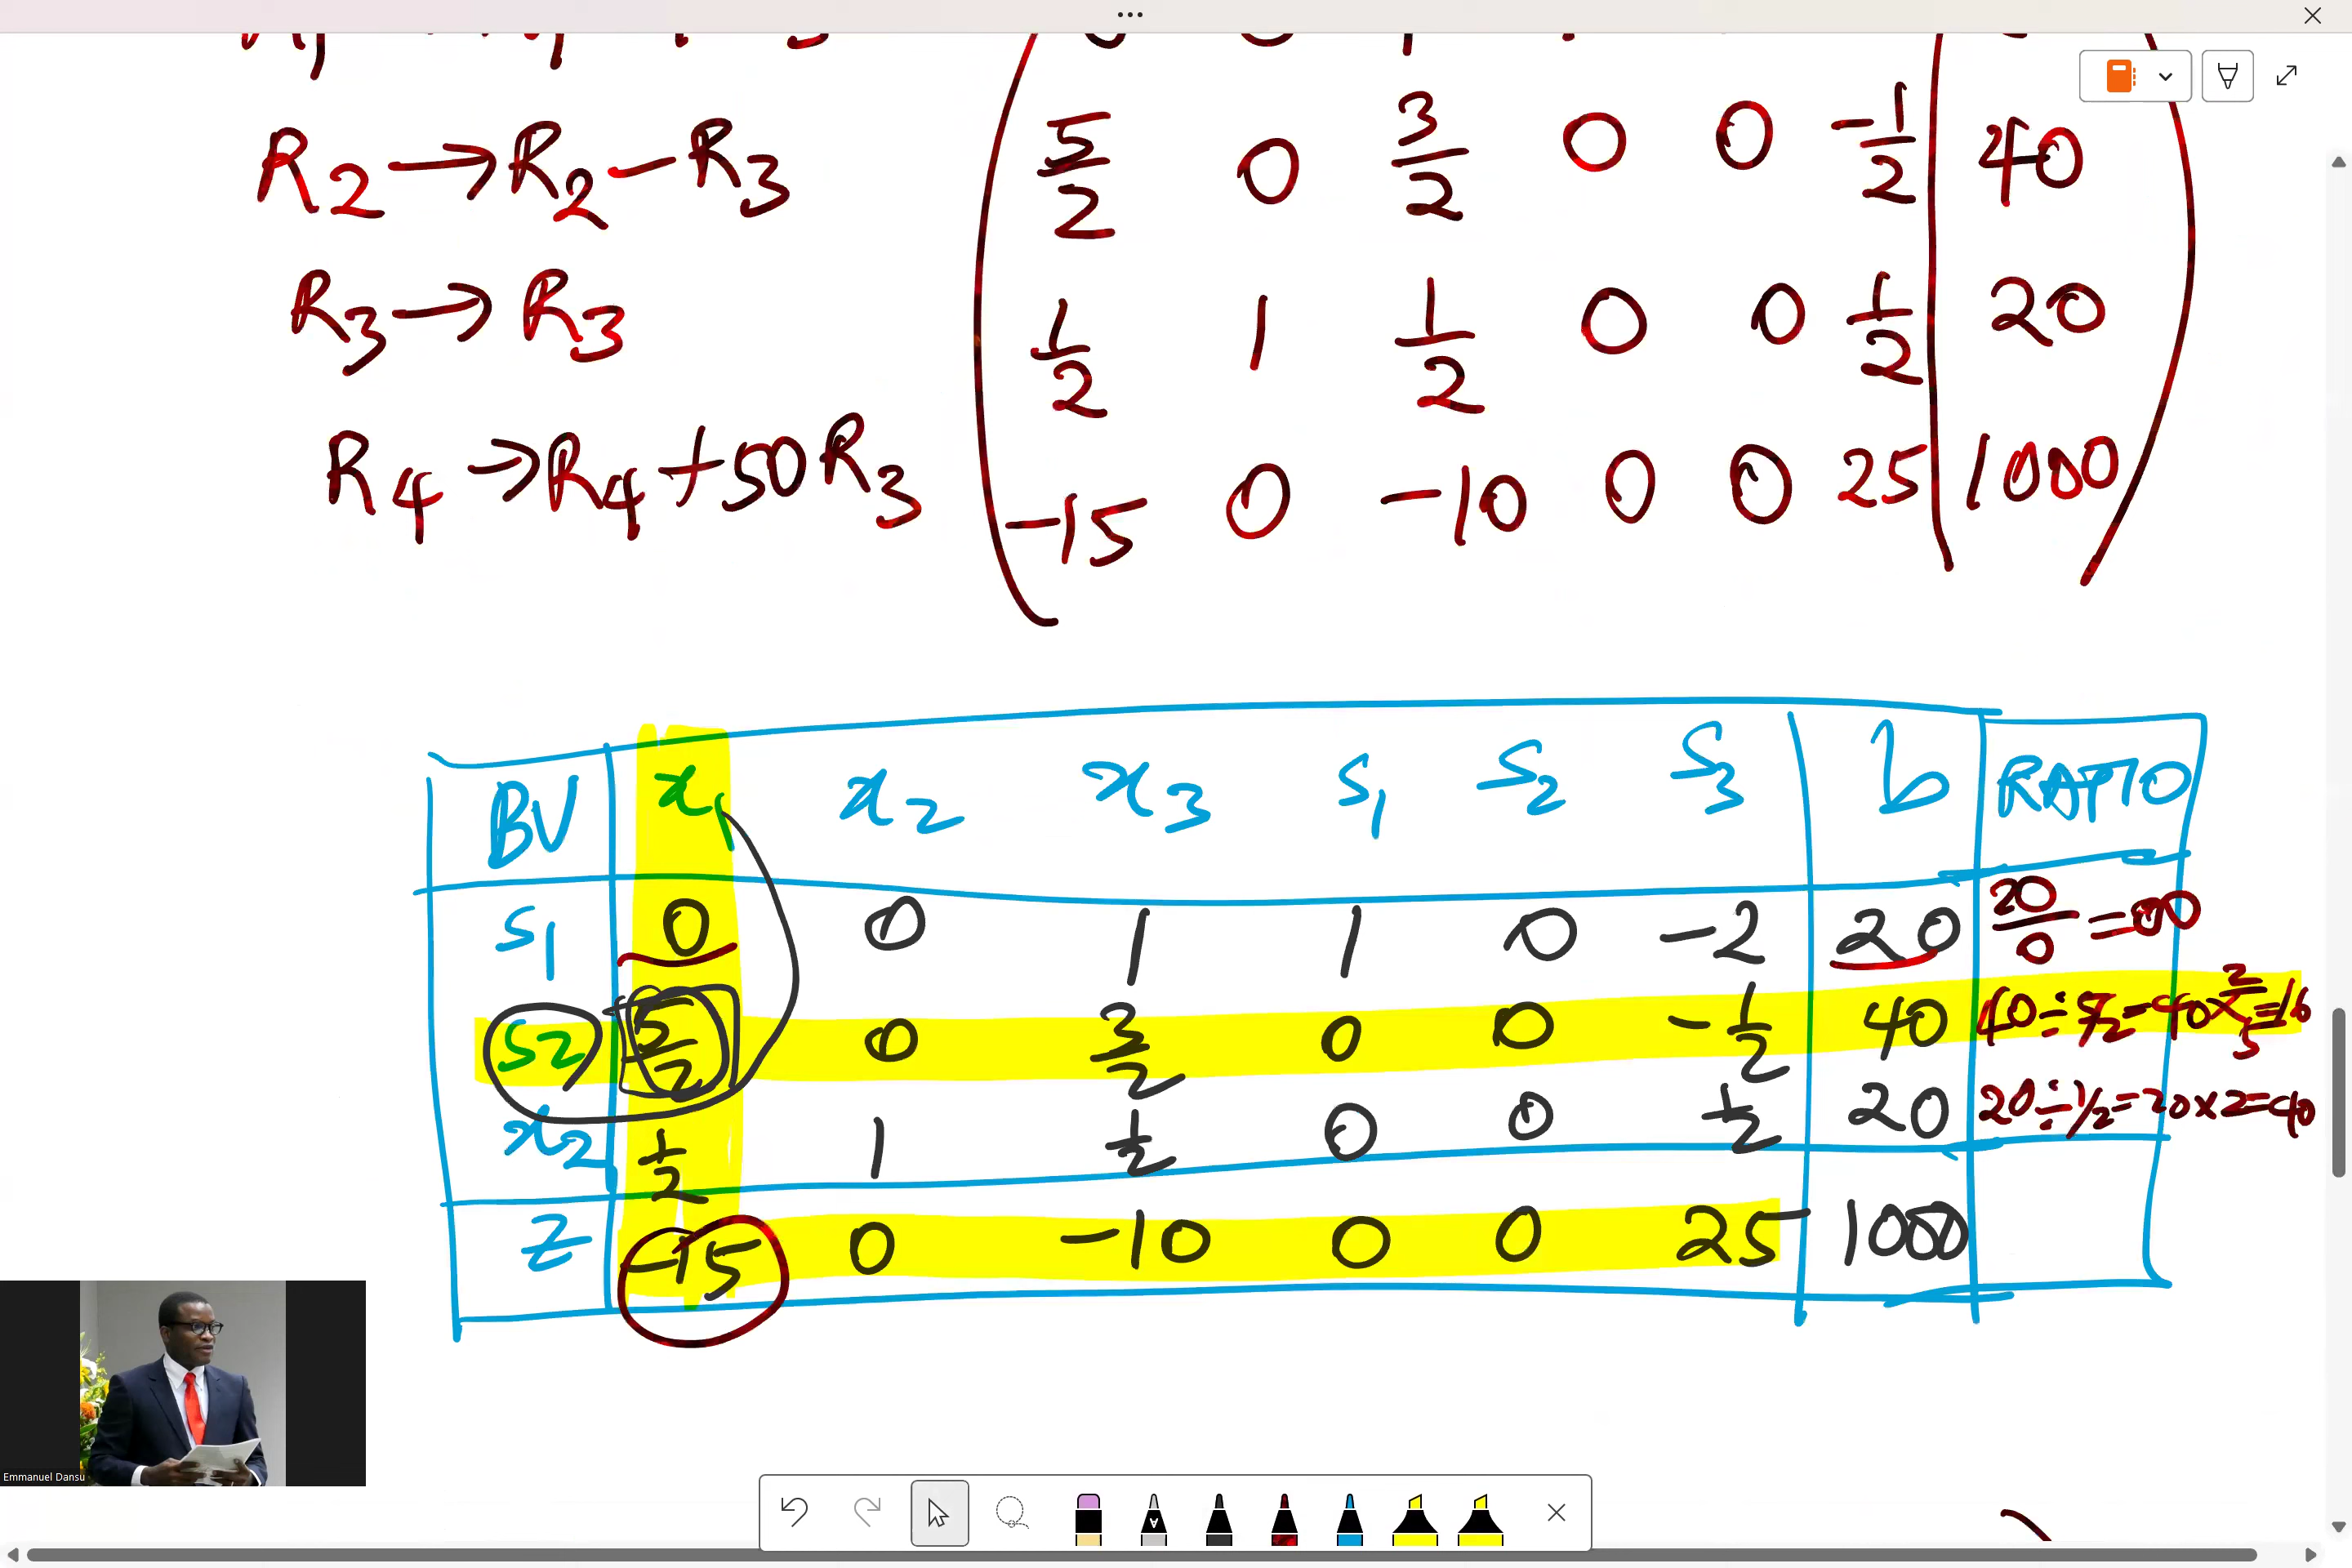 R2 → R2 − R3 5/2 0 3/2 0 0 −1/2 40
R3 → R3 1/2 1 1/2 0 0 1/2 20
R4 → R4 + 50R3 −15 0 −10 0 0 25 1000
BV x1 x2 x3 s1 s2 s3 b RATIO
s1 0 0 1 1 0 −2 20 20/0 = ∞
s2 5/2 0 3/2 0 0 −1/2 40 40÷5/2=40×2/5=16
x2 1/2 1 1/2 0 0 1/2 20 20÷1/2=20×2=40
z −15 0 −10 0 0 25 1000
Emmanuel Dansu